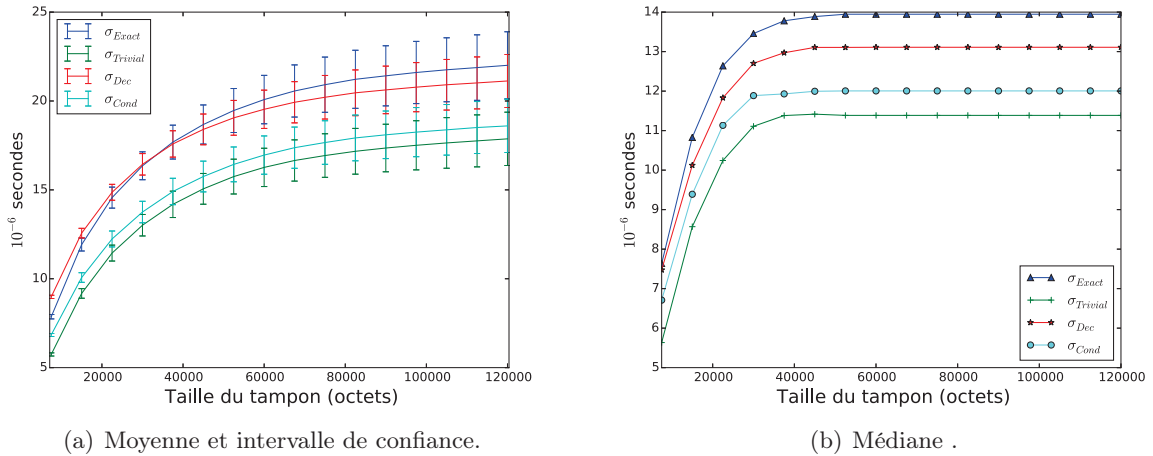 25
20
15
10
5
10⁻⁶ secondes
σ_Exact
σ_Trivial
σ_Dec
σ_Cond
20000 40000 60000 80000 100000 120000
Taille du tampon (octets)
(a) Moyenne et intervalle de confiance.
14
13
12
11
10
9
8
7
6
5
10⁻⁶ secondes
σ_Exact
σ_Trivial
σ_Dec
σ_Cond
20000 40000 60000 80000 100000 120000
Taille du tampon (octets)
(b) Médiane .